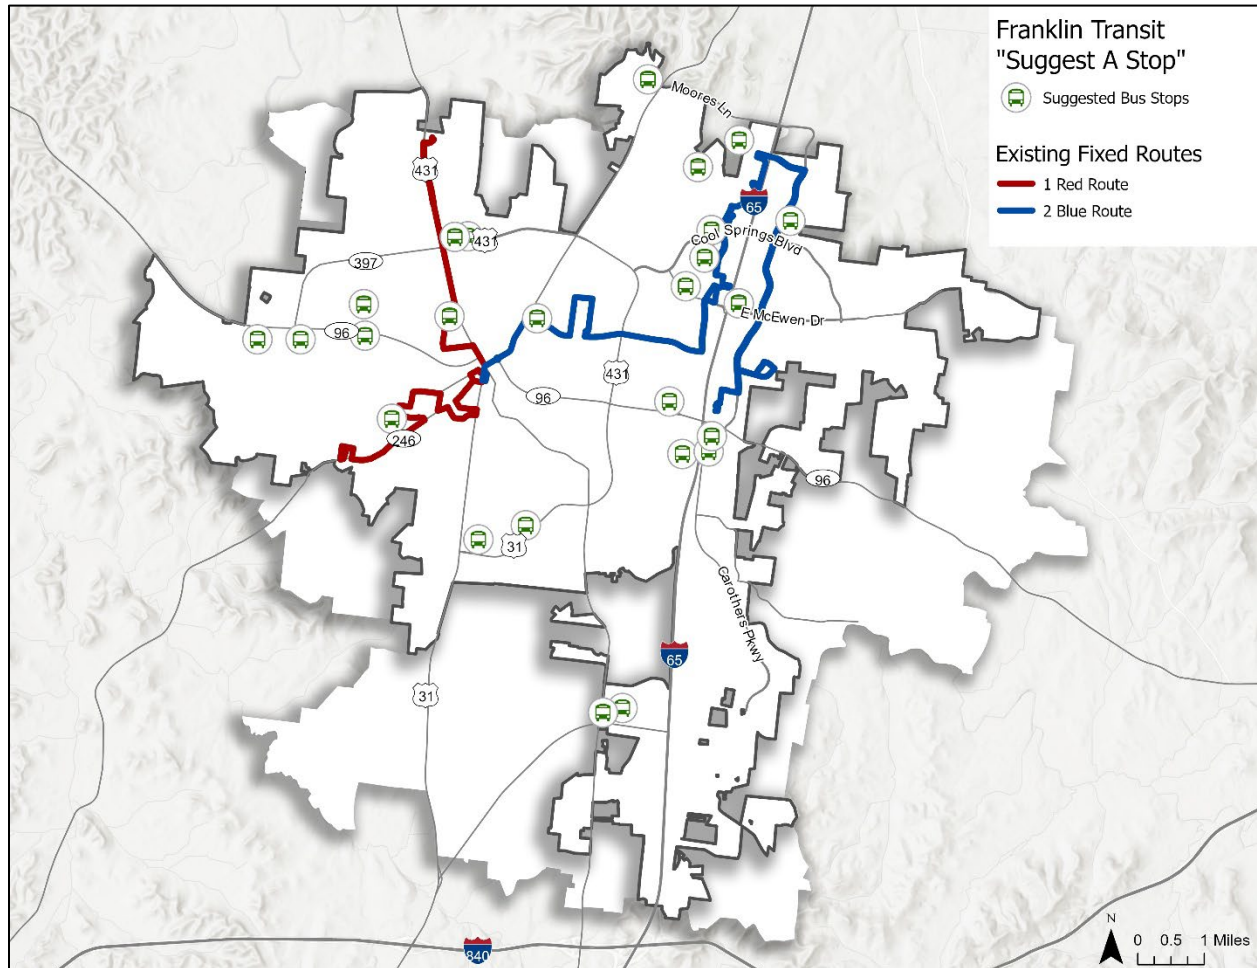 Franklin Transit
"Suggest A Stop"
Suggested Bus Stops
Existing Fixed Routes
1 Red Route
2 Blue Route
Moores Ln
431
65
431
Cool Springs Blvd
397
E McEwen Dr
96
431
96
246
96
31
Carothers Pkwy
65
31
840
N
0 0.5 1 Miles